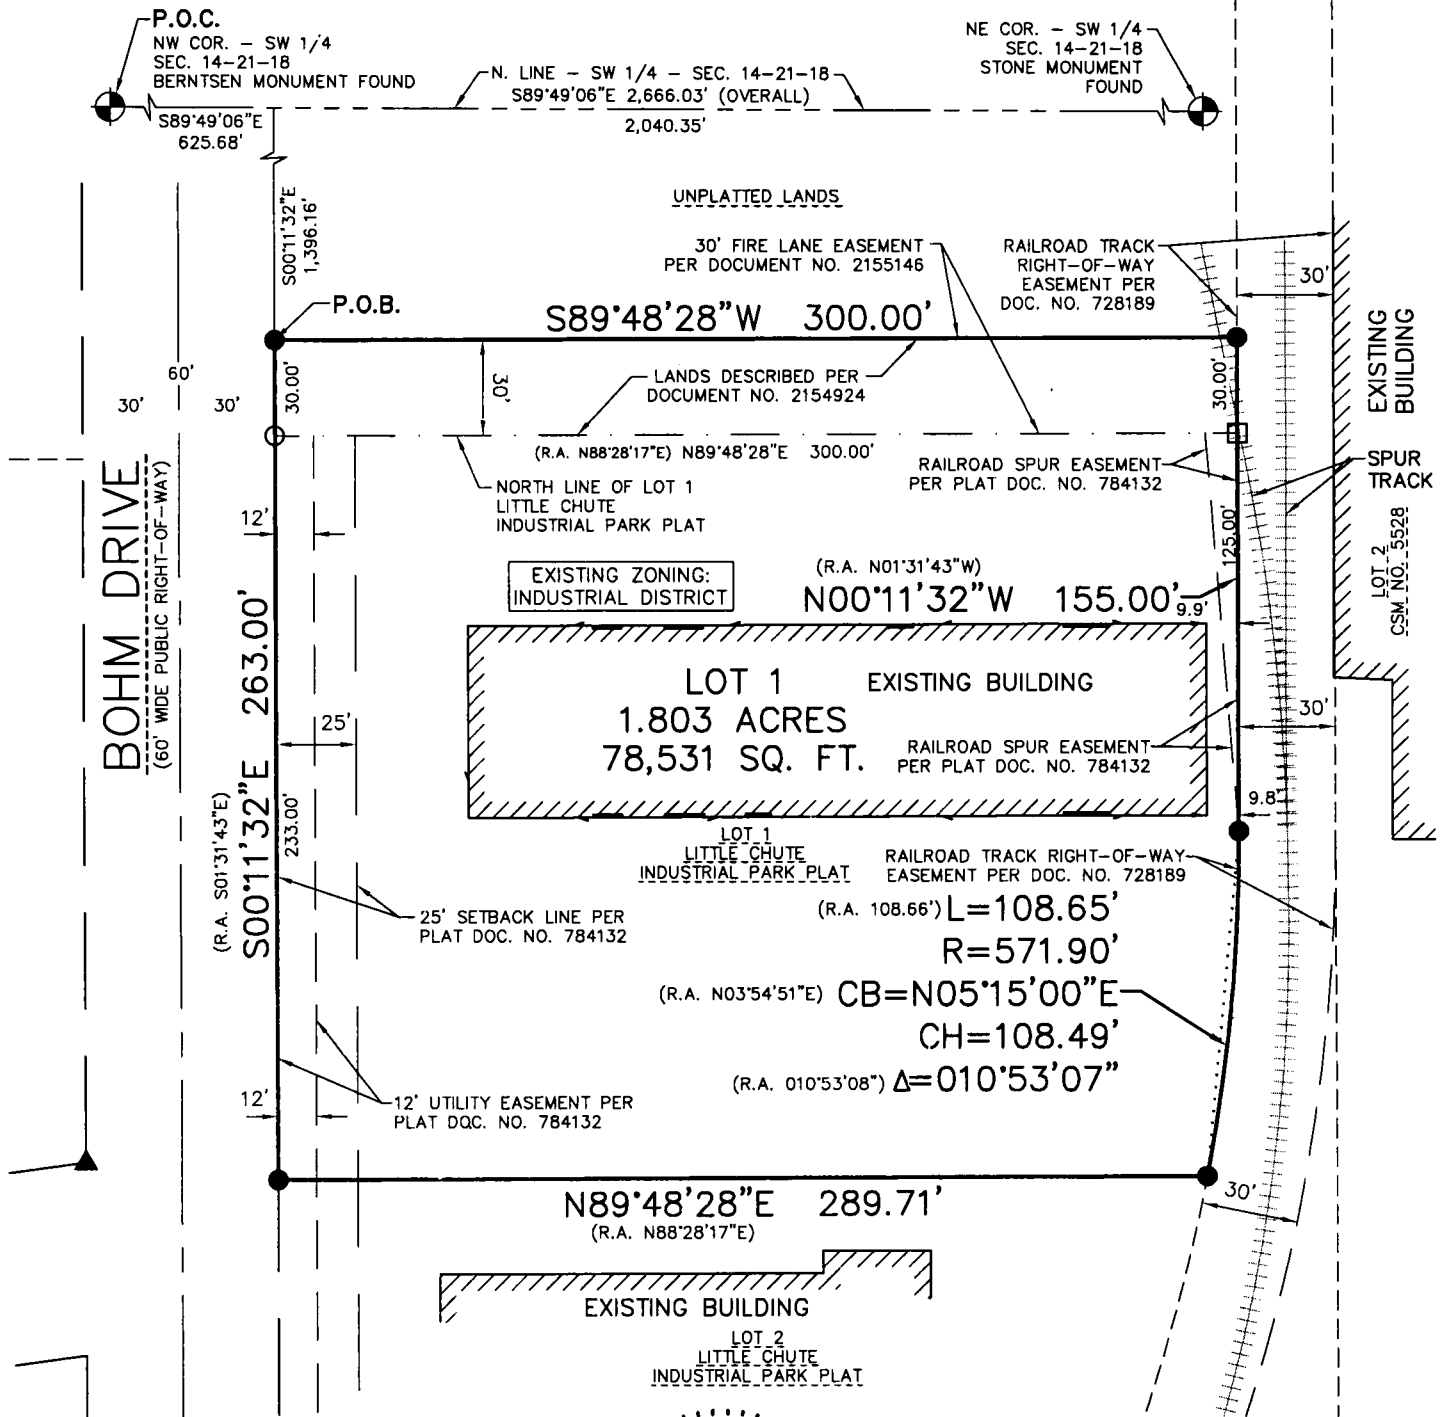 P.O.C.
NW COR. – SW 1/4
SEC. 14–21–18
BERNTSEN MONUMENT FOUND
NE COR. – SW 1/4
SEC. 14–21–18
STONE MONUMENT
FOUND
N. LINE – SW 1/4 – SEC. 14–21–18
S89°49'06"E 2,666.03' (OVERALL)
2,040.35'
S89°49'06"E
625.68'
S00°11'32"E
1,396.16'
UNPLATTED LANDS
30' FIRE LANE EASEMENT
PER DOCUMENT NO. 2155146
RAILROAD TRACK
RIGHT–OF–WAY
EASEMENT PER
DOC. NO. 728189
30'
P.O.B.
S89°48'28"W 300.00'
EXISTING
BUILDING
60'
30'
30'
30.00'
30'
LANDS DESCRIBED PER
DOCUMENT NO. 2154924
30.00'
(R.A. N88°28'17"E) N89°48'28"E 300.00'
RAILROAD SPUR EASEMENT
PER PLAT DOC. NO. 784132
SPUR
TRACK
NORTH LINE OF LOT 1
LITTLE CHUTE
INDUSTRIAL PARK PLAT
12'
125.00'
BOHM DRIVE
(60' WIDE PUBLIC RIGHT–OF–WAY)
LOT 2
CSM NO. 5528
EXISTING ZONING:
INDUSTRIAL DISTRICT
(R.A. N01°31'43"W)
N00°11'32"W 155.00'
9.9'
LOT 1
1.803 ACRES
78,531 SQ. FT.
EXISTING BUILDING
25'
30'
RAILROAD SPUR EASEMENT
PER PLAT DOC. NO. 784132
9.8'
(R.A. S01°31'43"E)
S00°11'32"E 263.00'
233.00'
LOT 1
LITTLE CHUTE
INDUSTRIAL PARK PLAT
RAILROAD TRACK RIGHT–OF–WAY
EASEMENT PER DOC. NO. 728189
25' SETBACK LINE PER
PLAT DOC. NO. 784132
(R.A. 108.66') L=108.65'
R=571.90'
(R.A. N03°54'51"E) CB=N05°15'00"E
CH=108.49'
(R.A. 010°53'08") Δ=010°53'07"
12'
12' UTILITY EASEMENT PER
PLAT DOC. NO. 784132
N89°48'28"E 289.71'
(R.A. N88°28'17"E)
30'
EXISTING BUILDING
LOT 2
LITTLE CHUTE
INDUSTRIAL PARK PLAT